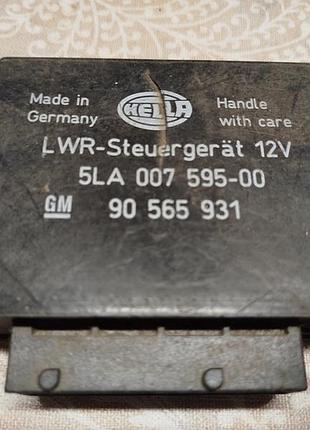 Made in Germany
HELLA
Handle with care
LWR-Steuergerät 12V
5LA 007 595-00
GM 90 565 931